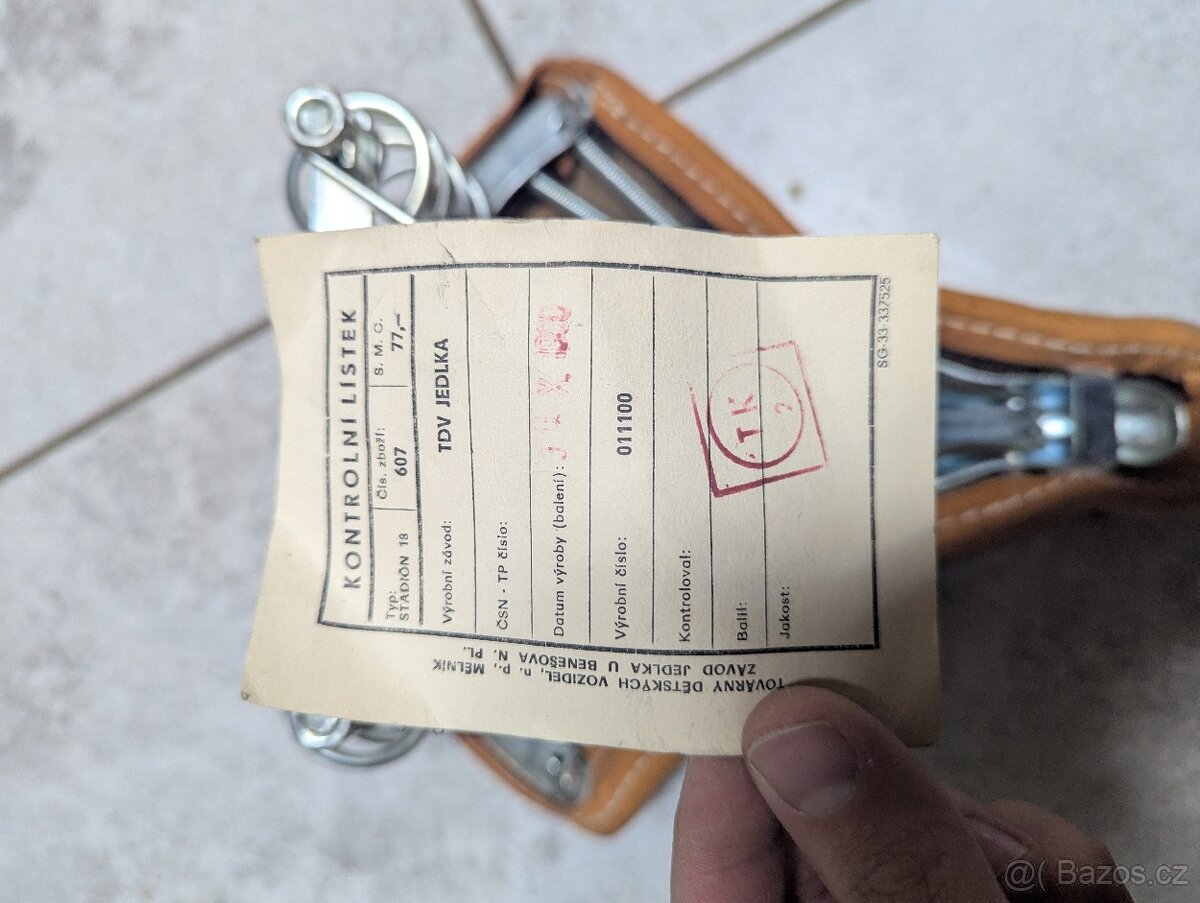 KONTROLNÍ LÍSTEK
Typ: Čís. zboží: S. M. C.
STADION 18 607 77,—
Výrobní závod: TDV JEDLKA
ČSN - TP číslo:
Datum výroby (balení):
Výrobní číslo: 011100
Kontroloval:
Balil:
Jakost:
TK
2
SG-33-337525
TOVÁRNY DĚTSKÝCH VOZIDEL, n. p., MĚLNÍK
ZÁVOD JEDLKA U BENEŠOVA N. PL.
@( Bazos.cz